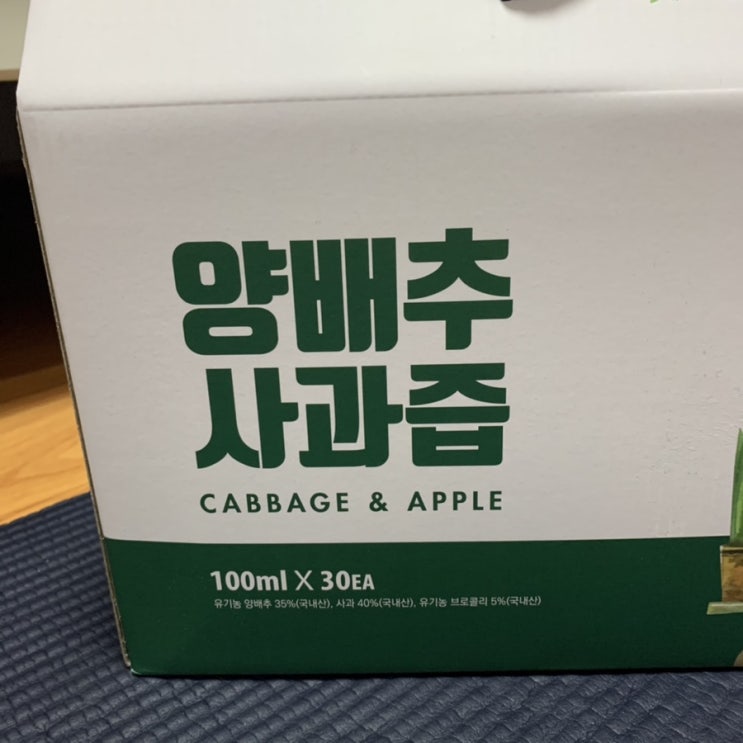 양배추
사과즙
CABBAGE & APPLE
100ml X 30EA
유기농 양배추 35%(국내산), 사과 40%(국내산), 유기농 브로콜리 5%(국내산)